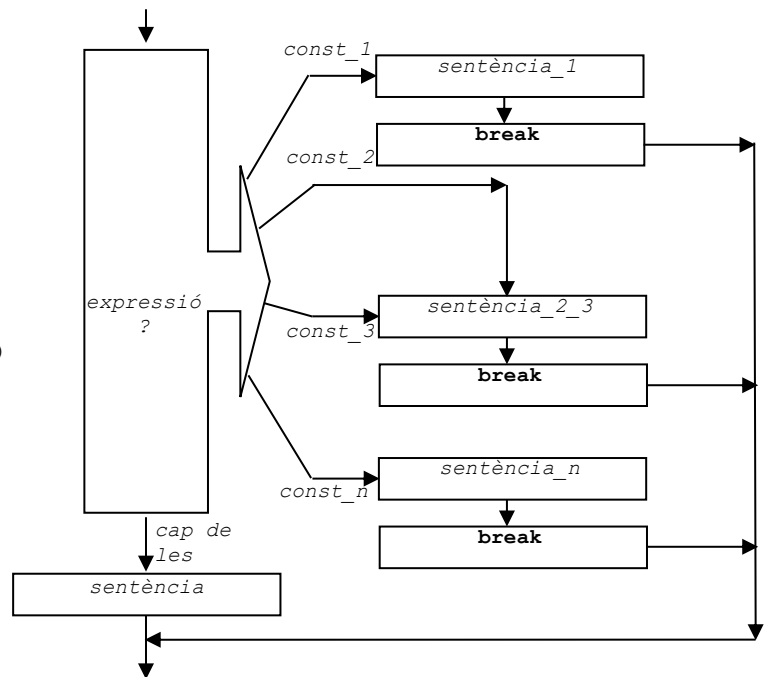 const_1
sentència_1
break
const_2
expressió
?
sentència_2_3
const_3
break
sentència_n
const_n
break
cap de
les
sentència